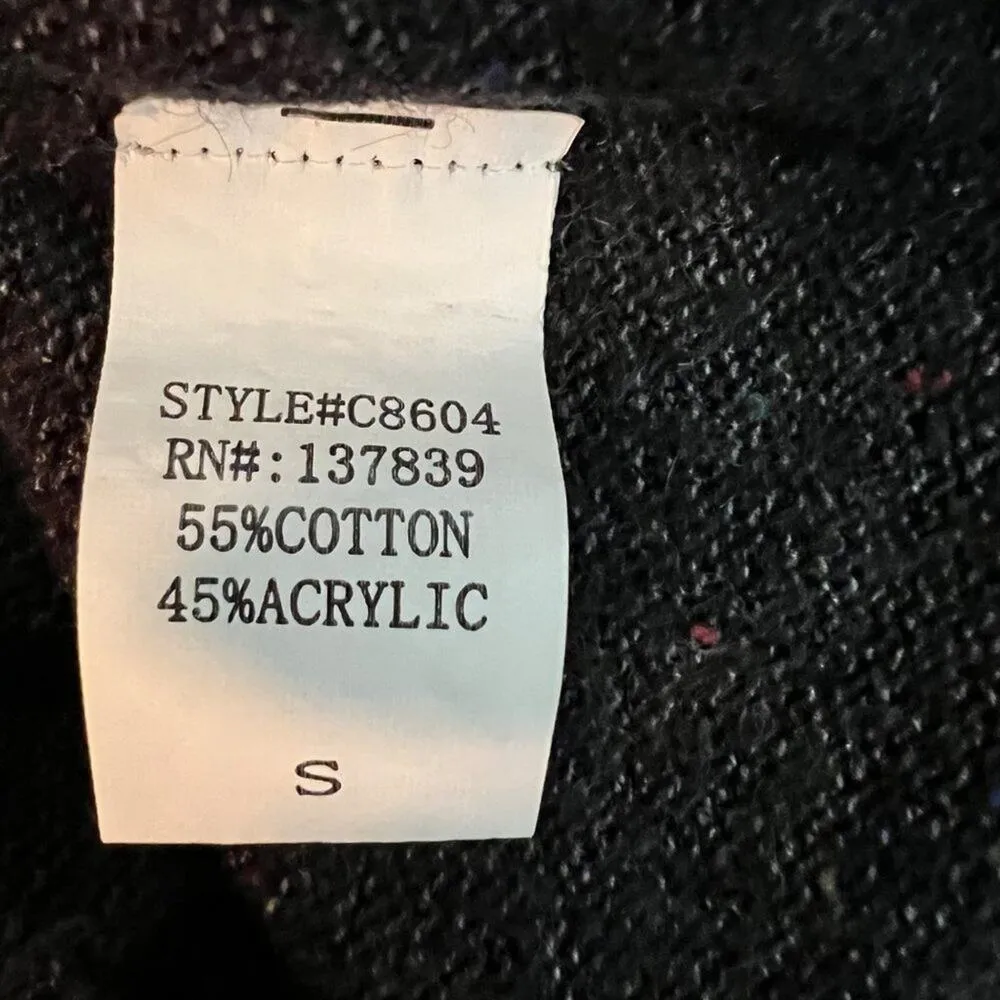 STYLE#C8604
RN#:137839
55%COTTON
45%ACRYLIC
S